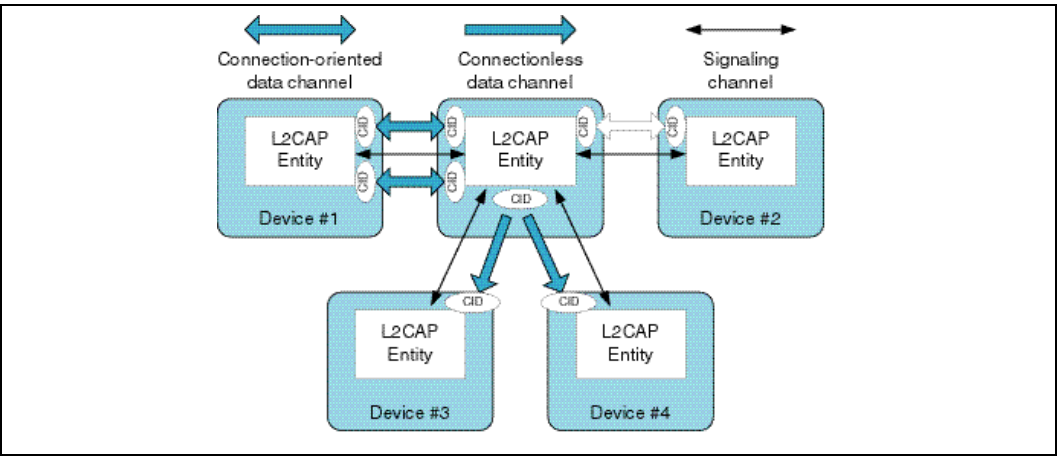 Connection-oriented
data channel
Connectionless
data channel
Signaling
channel
CID
CID
CID
CID
L2CAP
Entity
L2CAP
Entity
L2CAP
Entity
CID
CID
CID
Device #1
Device #2
CID
CID
L2CAP
Entity
L2CAP
Entity
Device #3
Device #4